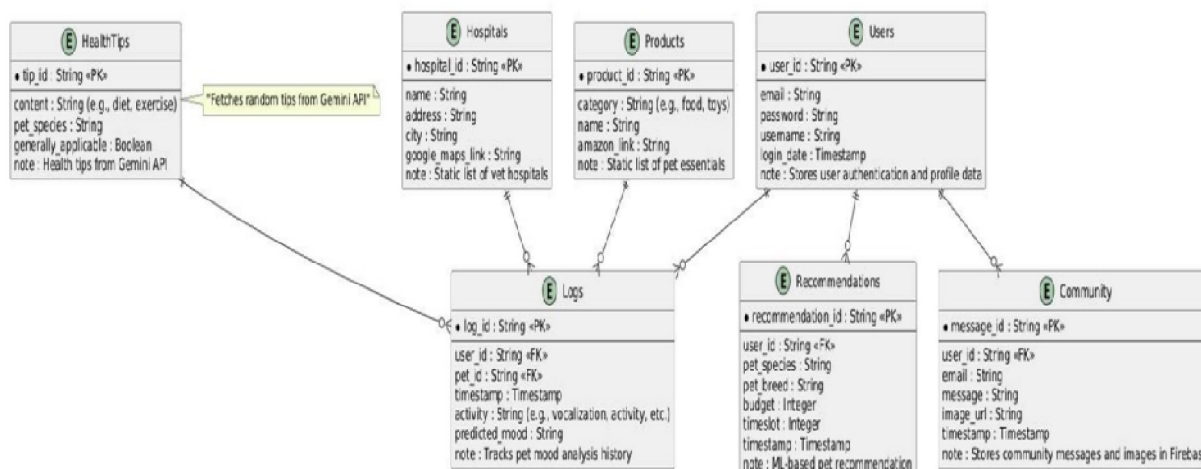 E HealthTips
• tip_id : String «PK»
content : String (e.g., diet, exercise)
pet_species : String
generally_applicable : Boolean
note : Health tips from Gemini API
"Fetches random tips from Gemini API"
E Hospitals
• hospital_id : String «PK»
name : String
address : String
city : String
google_maps_link : String
note : Static list of vet hospitals
E Products
• product_id : String «PK»
category : String (e.g., food, toys)
name : String
amazon_link : String
note : Static list of pet essentials
E Users
• user_id : String «PK»
email : String
password : String
username : String
login_date : Timestamp
note : Stores user authentication and profile data
E Logs
• log_id : String «PK»
user_id : String «FK»
pet_id : String «FK»
timestamp : Timestamp
activity : String (e.g., vocalization, activity, etc.)
predicted_mood : String
note : Tracks pet mood analysis history
E Recommendations
• recommendation_id : String «PK»
user_id : String «FK»
pet_species : String
pet_breed : String
budget : Integer
timeslot : Integer
timestamp : Timestamp
note : ML-based pet recommendation
E Community
• message_id : String «PK»
user_id : String «FK»
email : String
message : String
image_url : String
timestamp : Timestamp
note : Stores community messages and images in Firebas